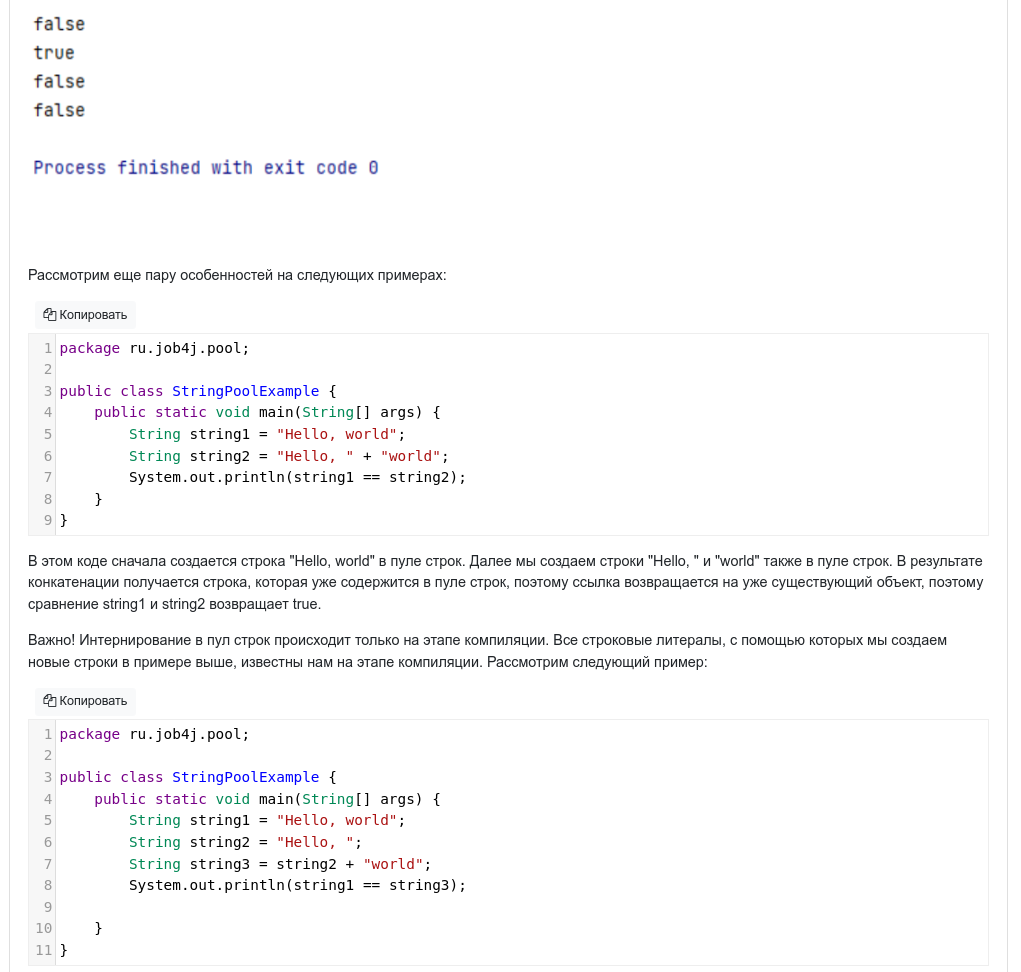 false
true
false
false
Process finished with exit code 0
Рассмотрим еще пару особенностей на следующих примерах:
Копировать
1 package ru.job4j.pool;
2
3 public class StringPoolExample {
4     public static void main(String[] args) {
5         String string1 = "Hello, world";
6         String string2 = "Hello, " + "world";
7         System.out.println(string1 == string2);
8     }
9 }
В этом коде сначала создается строка "Hello, world" в пуле строк. Далее мы создаем строки "Hello, " и "world" также в пуле строк. В результате
конкатенации получается строка, которая уже содержится в пуле строк, поэтому ссылка возвращается на уже существующий объект, поэтому
сравнение string1 и string2 возвращает true.
Важно! Интернирование в пул строк происходит только на этапе компиляции. Все строковые литералы, с помощью которых мы создаем
новые строки в примере выше, известны нам на этапе компиляции. Рассмотрим следующий пример:
Копировать
1 package ru.job4j.pool;
2
3 public class StringPoolExample {
4     public static void main(String[] args) {
5         String string1 = "Hello, world";
6         String string2 = "Hello, ";
7         String string3 = string2 + "world";
8         System.out.println(string1 == string3);
9
10     }
11 }